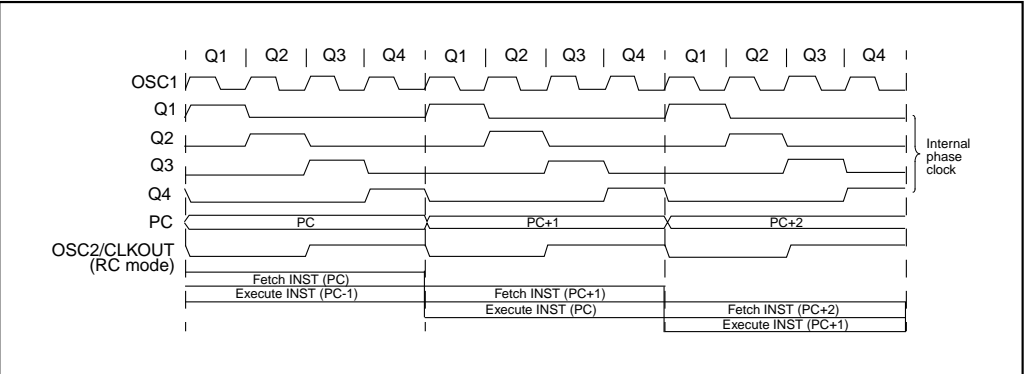 Q1 Q2 Q3 Q4 Q1 Q2 Q3 Q4 Q1 Q2 Q3 Q4
OSC1
Q1
Q2
Q3
Q4
PC
PC PC+1 PC+2
OSC2/CLKOUT
(RC mode)
Internal
phase
clock
Fetch INST (PC)
Execute INST (PC-1) Fetch INST (PC+1)
Execute INST (PC) Fetch INST (PC+2)
Execute INST (PC+1)